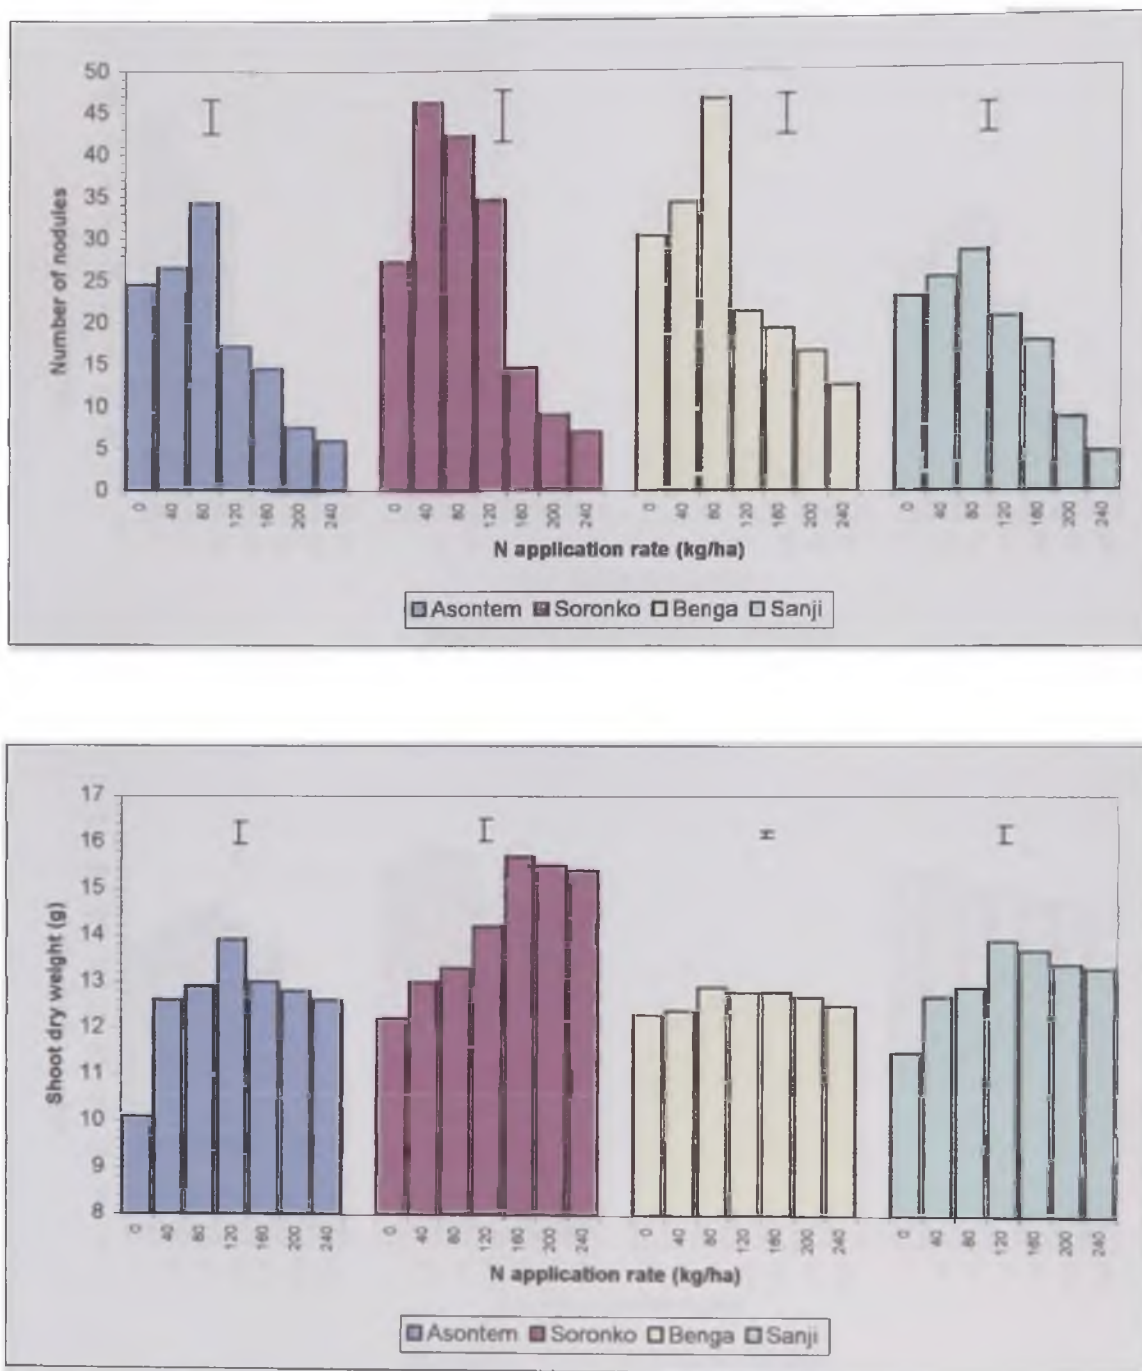 50
45
40
35
30
25
20
15
10
5
0
Number of nodules
0 40 80 120 160 200 240 0 40 80 120 160 200 240 0 40 80 120 160 200 240 0 40 80 120 160 200 240
N application rate (kg/ha)
Asontem Soronko Benga Sanji
17
16
15
14
13
12
11
10
9
8
Shoot dry weight (g)
0 40 80 120 160 200 240 0 40 80 120 160 200 240 0 40 80 120 160 200 240 0 40 80 120 160 200 240
N application rate (kg/ha)
Asontem Soronko Benga Sanji